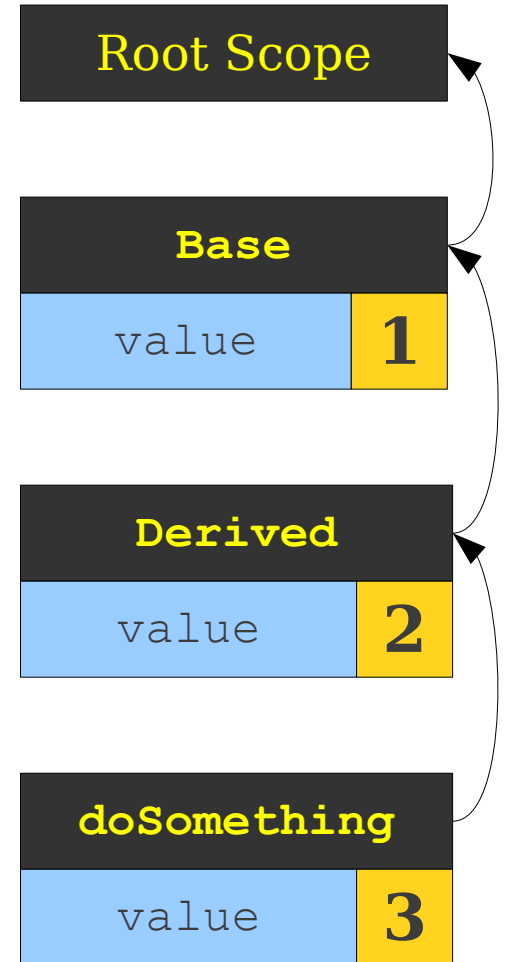 Root Scope
Base
value 1
Derived
value 2
doSomething
value 3